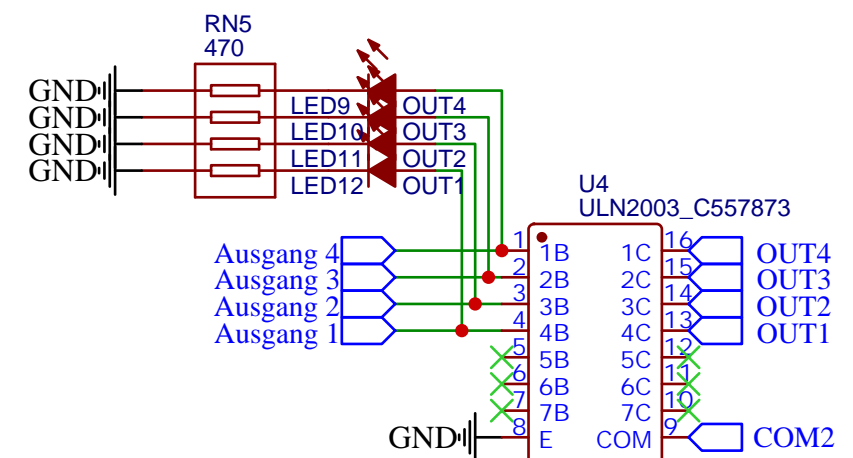 RN5
470
GND
GND
GND
GND
LED9 OUT4
LED10 OUT3
LED11 OUT2
LED12 OUT1
U4
ULN2003_C557873
Ausgang 4 1 1B 1C 16 OUT4
Ausgang 3 2 2B 2C 15 OUT3
Ausgang 2 3 3B 3C 14 OUT2
Ausgang 1 4 4B 4C 13 OUT1
5 5B 5C 12
6 6B 6C 11
7 7B 7C 10
GND 8 E COM 9 COM2